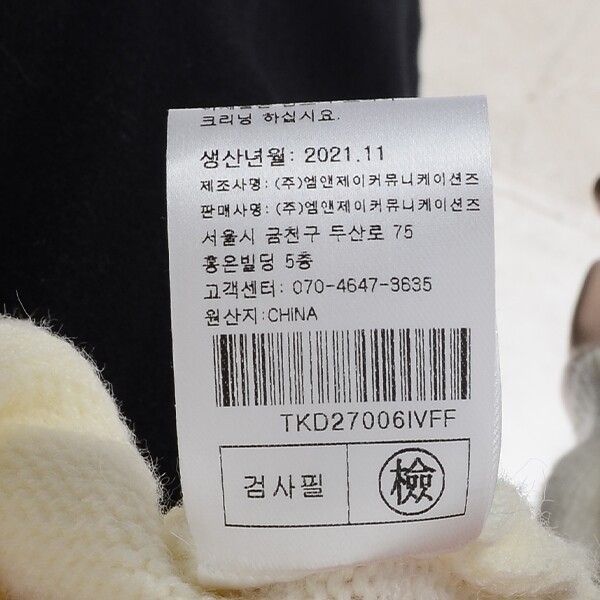 크리닝 하십시요.
생산년월: 2021.11
제조사명: (주)엠앤제이커뮤니케이션즈
판매사명: (주)엠앤제이커뮤니케이션즈
서울시 금천구 두산로 75
홍은빌딩 5층
고객센터: 070-4647-3635
원산지:CHINA
TKD27006IVFF
검사필 檢